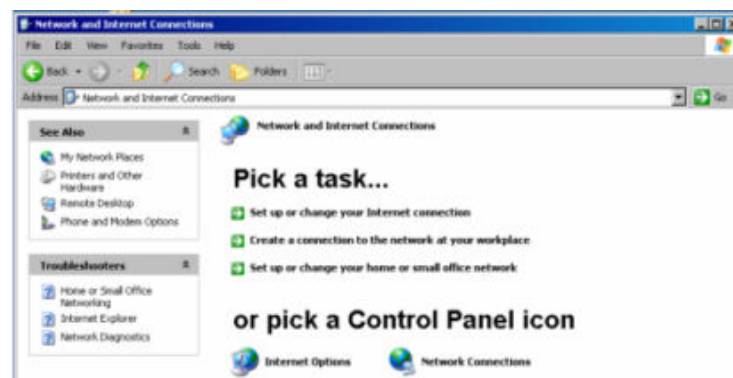 Network and Internet Connections
File Edit View Favorites Tools Help
Back Search Folders
Address Network and Internet Connections Go
See Also
My Network Places
Printers and Other
Hardware
Remote Desktop
Phone and Modem Options
Troubleshooters
Home or Small Office
Networking
Internet Explorer
Network Diagnostics
Network and Internet Connections
Pick a task...
Set up or change your Internet connection
Create a connection to the network at your workplace
Set up or change your home or small office network
or pick a Control Panel icon
Internet Options Network Connections